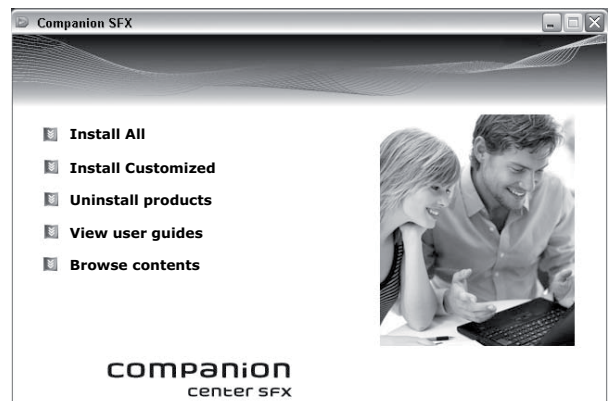 Companion SFX
Install All
Install Customized
Uninstall products
View user guides
Browse contents
companion
center SFX